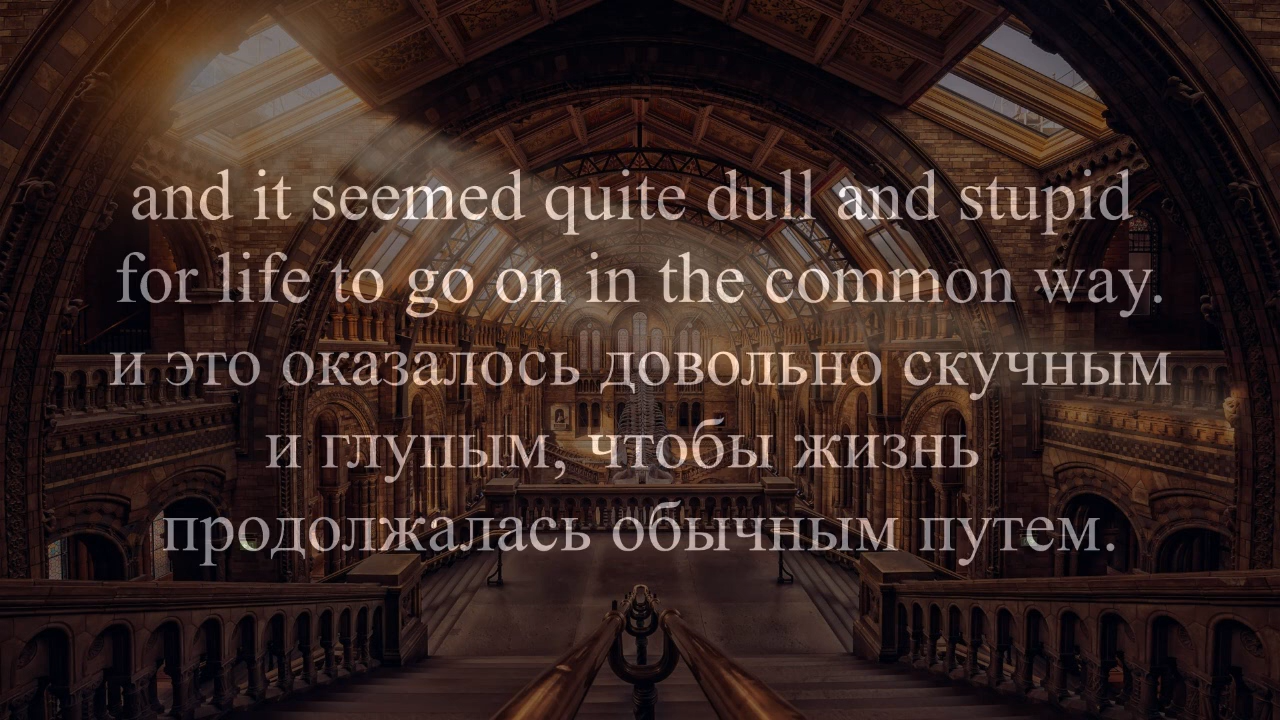 and it seemed quite dull and stupid
for life to go on in the common way.
и это оказалось довольно скучным
и глупым, чтобы жизнь
продолжалась обычным путем.